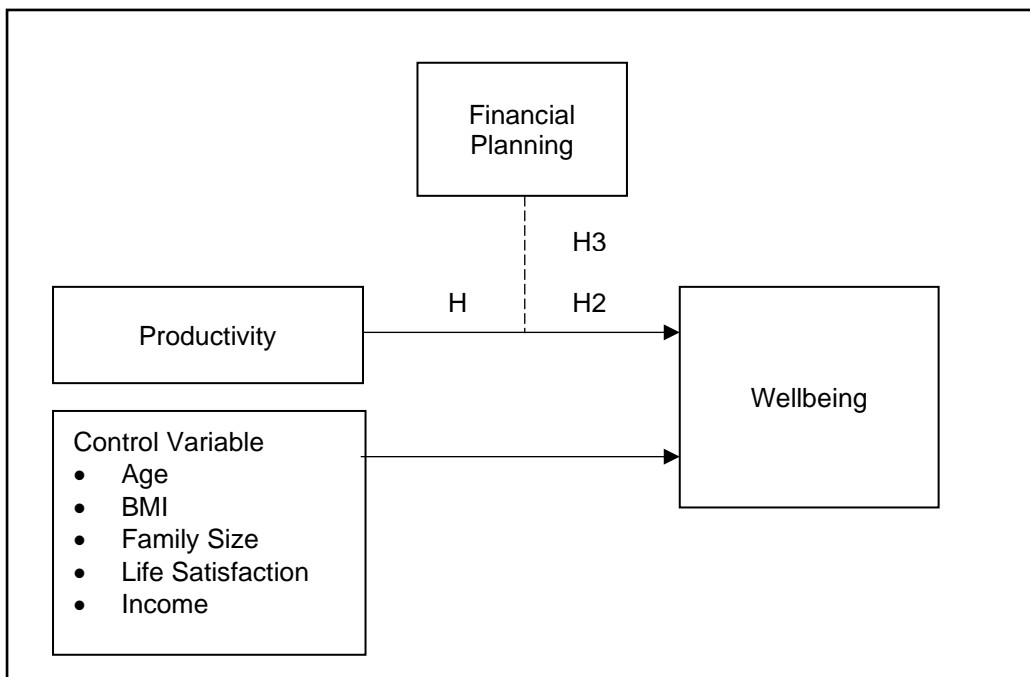 Financial
Planning
H3
H
H2
Productivity
Wellbeing
Control Variable
• Age
• BMI
• Family Size
• Life Satisfaction
• Income